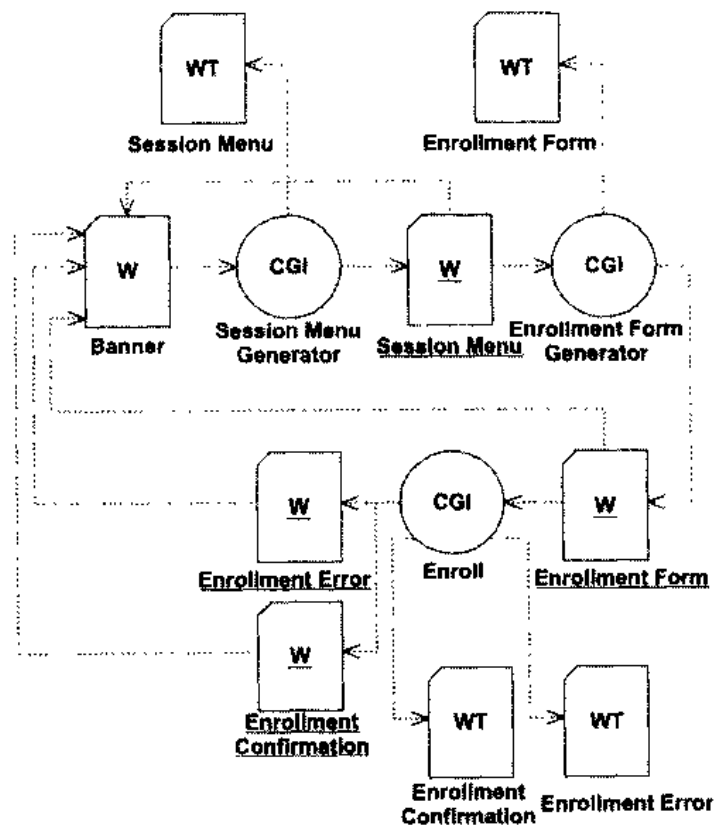 WT
Session Menu
WT
Enrollment Form
W
Banner
CGI
Session Menu
Generator
W
Session Menu
CGI
Enrollment Form
Generator
W
Enrollment Error
CGI
Enroll
W
Enrollment Form
W
Enrollment
Confirmation
WT
Enrollment
Confirmation
WT
Enrollment Error